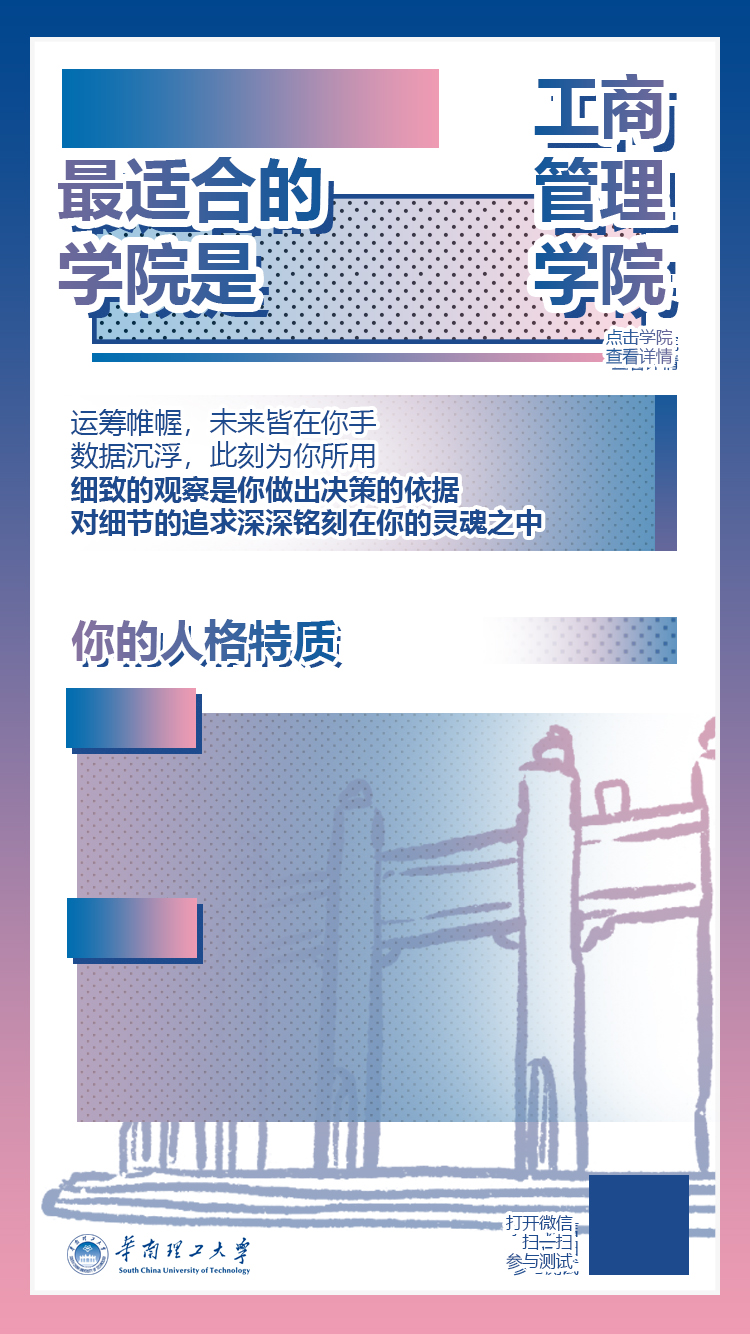 最适合的
学院是
工商
管理
学院
点击学院
查看详情
运筹帷幄，未来皆在你手
数据沉浮，此刻为你所用
细致的观察是你做出决策的依据
对细节的追求深深铭刻在你的灵魂之中
你的人格特质
華南理工大學
South China University of Technology
打开微信
扫一扫
参与测试